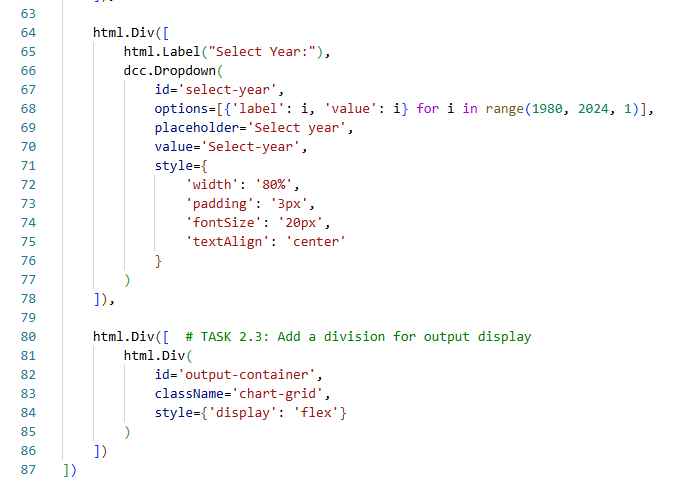 ]),
63
64 html.Div([
65 html.Label("Select Year:"),
66 dcc.Dropdown(
67 id='select-year',
68 options=[{'label': i, 'value': i} for i in range(1980, 2024, 1)],
69 placeholder='Select year',
70 value='Select-year',
71 style={
72 'width': '80%',
73 'padding': '3px',
74 'fontSize': '20px',
75 'textAlign': 'center'
76 }
77 )
78 ]),
79
80 html.Div([  # TASK 2.3: Add a division for output display
81 html.Div(
82 id='output-container',
83 className='chart-grid',
84 style={'display': 'flex'}
85 )
86 ])
87 ])